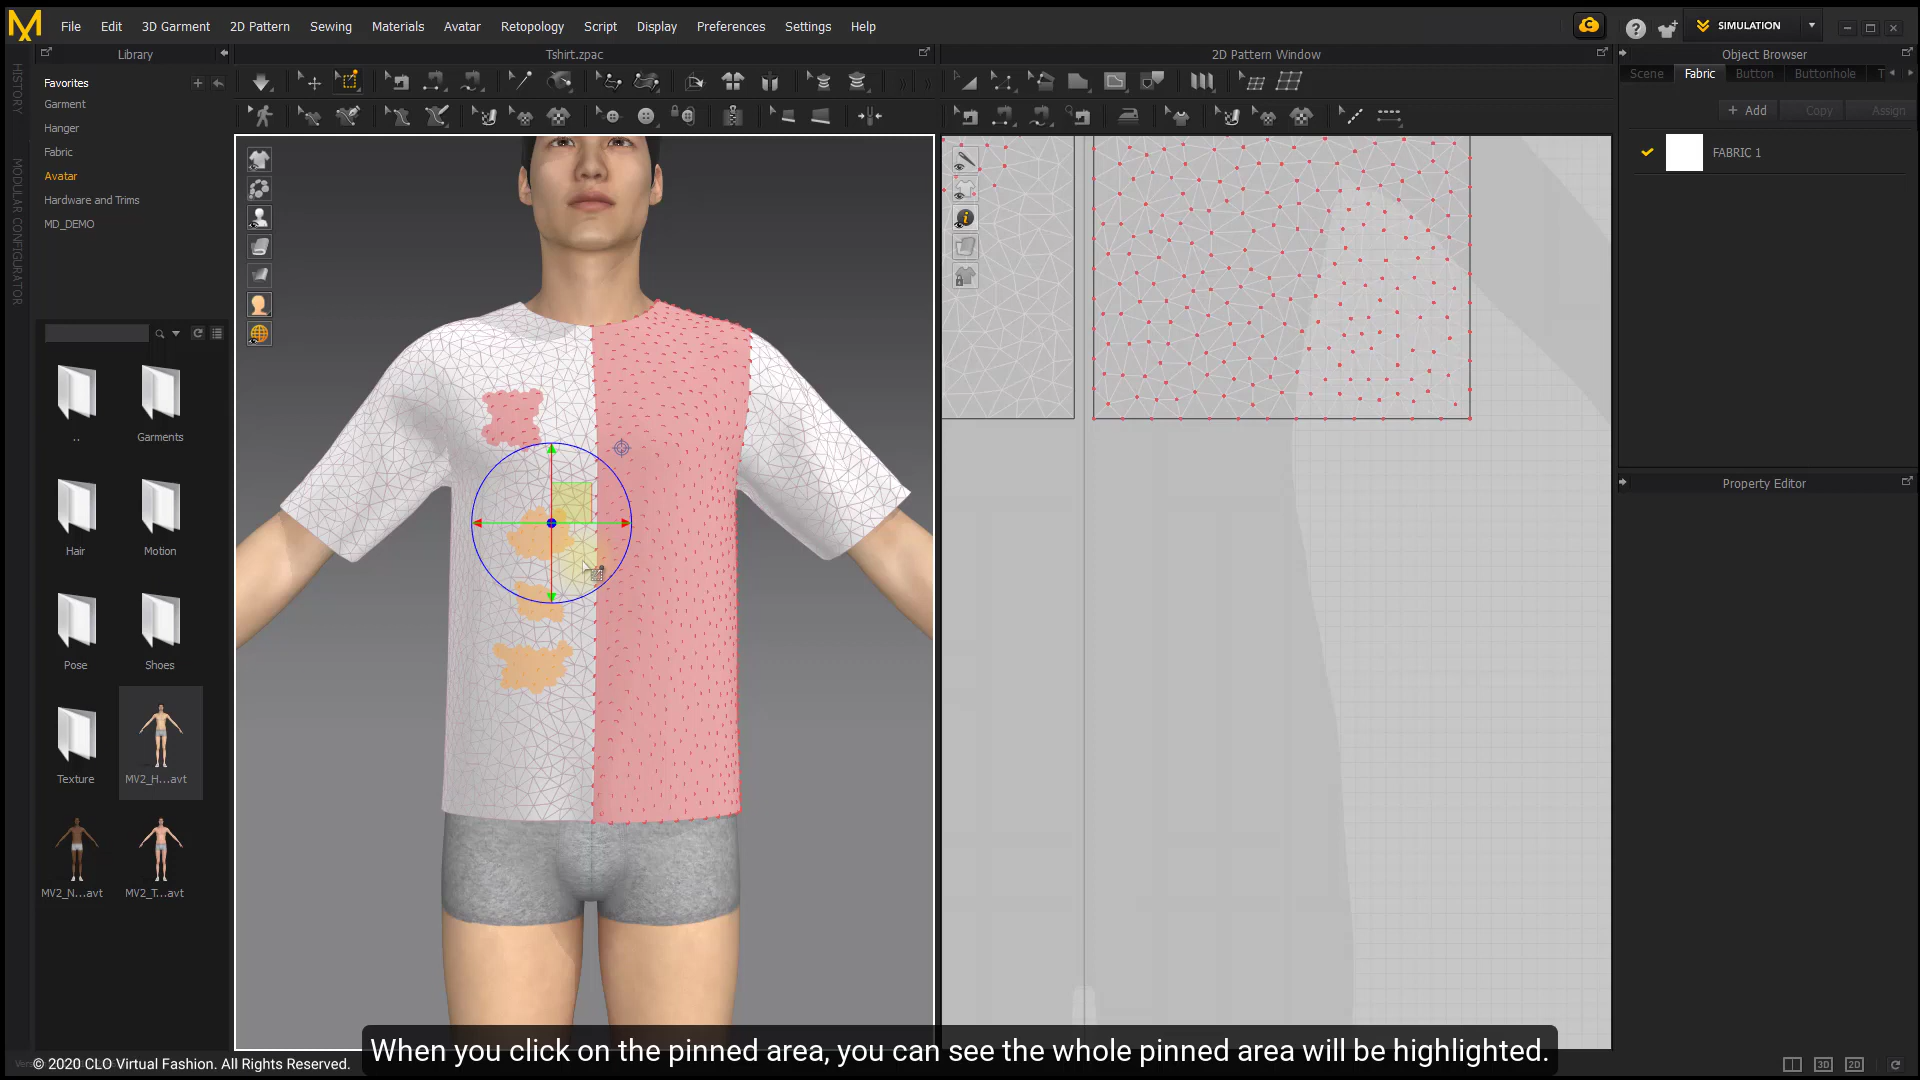 File Edit 3D Garment 2D Pattern Sewing Materials Avatar Retopology Script Display Preferences Settings Help
SIMULATION
Library
Tshirt.zpac
2D Pattern Window
Object Browser
HISTORY
MODULAR CONFIGURATOR
Favorites
Garment
Hanger
Fabric
Avatar
Hardware and Trims
MD_DEMO
Scene Fabric Button Buttonhole T
+ Add Copy Assign
FABRIC 1
Property Editor
..
Garments
Hair
Motion
Pose
Shoes
Texture
MV2_H...avt
MV2_N...avt
MV2_T...avt
3D
2D
© 2020 CLO Virtual Fashion. All Rights Reserved.
When you click on the pinned area, you can see the whole pinned area will be highlighted.